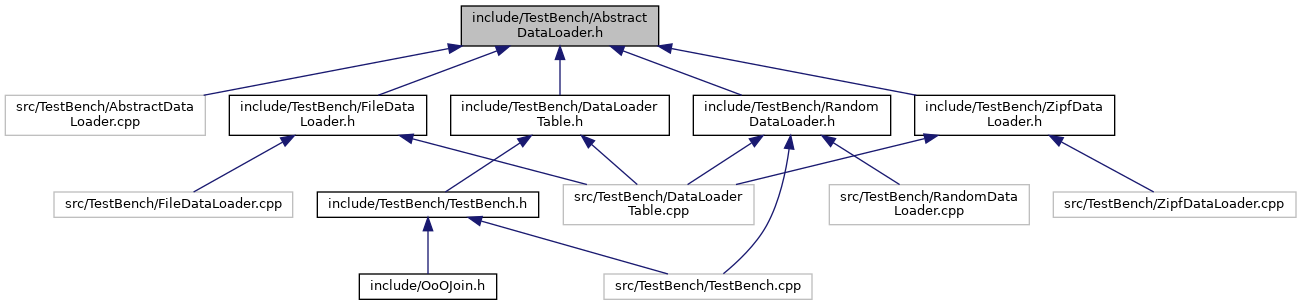 include/TestBench/Abstract
DataLoader.h
src/TestBench/AbstractData
Loader.cpp
include/TestBench/FileData
Loader.h
include/TestBench/DataLoader
Table.h
include/TestBench/Random
DataLoader.h
include/TestBench/ZipfData
Loader.h
src/TestBench/FileDataLoader.cpp
include/TestBench/TestBench.h
src/TestBench/DataLoader
Table.cpp
src/TestBench/RandomData
Loader.cpp
src/TestBench/ZipfDataLoader.cpp
include/OoOJoin.h
src/TestBench/TestBench.cpp